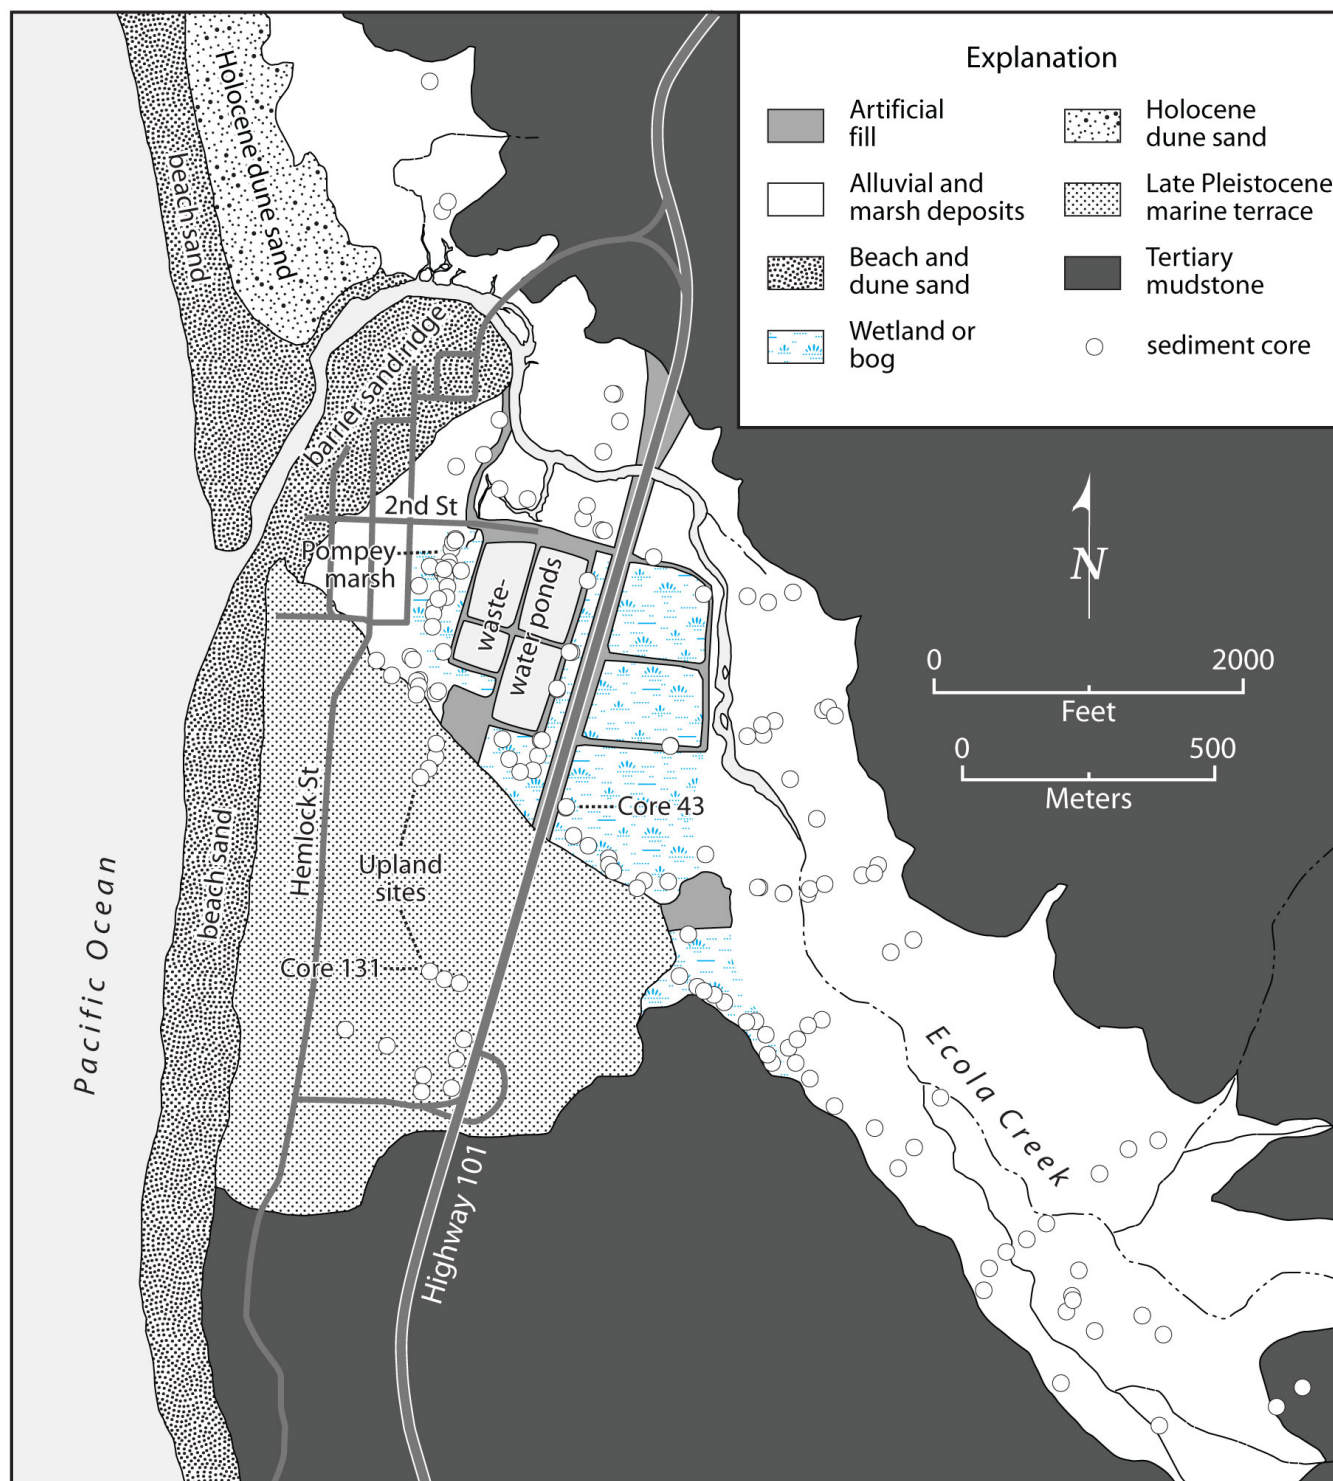 Explanation
Artificial
fill
Alluvial and
marsh deposits
Beach and
dune sand
Wetland or
bog
Holocene
dune sand
Late Pleistocene
marine terrace
Tertiary
mudstone
sediment core
Holocene dune sand
beach sand
barrier sand ridge
2nd St
Pompey
marsh
waste-
water ponds
N
0 2000
Feet
0 500
Meters
Core 43
Hemlock St
beach sand
Upland
sites
Core 131
Pacific Ocean
Ecola Creek
Highway 101